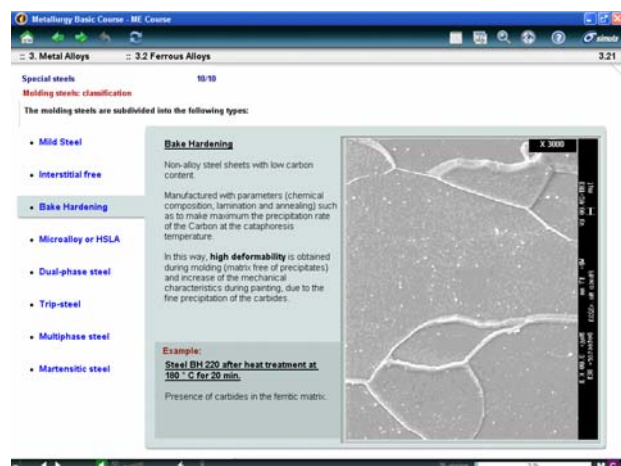 Metallurgy Basic Course - ME Course
simulz
:: 3. Metal Alloys :: 3.2 Ferrous Alloys 3.21
Special steels 10/10
Molding steels: classification
The molding steels are subdivided into the following types:
• Mild Steel
• Interstitial free
• Bake Hardening
• Microalloy or HSLA
• Dual-phase steel
• Trip-steel
• Multiphase steel
• Martensitic steel
Bake Hardening
Non-alloy steel sheets with low carbon
content.
Manufactured with parameters (chemical
composition, lamination and annealing) such
as to make maximum the precipitation rate
of the Carbon at the cataphoresis
temperature.
In this way, high deformability is obtained
during molding (matrix free of precipitates)
and increase of the mechanical
characteristics during painting, due to the
fine precipitation of the carbides.
Example:
Steel BH 220 after heat treatment at
180 ° C for 20 min.
Presence of carbides in the ferritic matrix.
X 3000